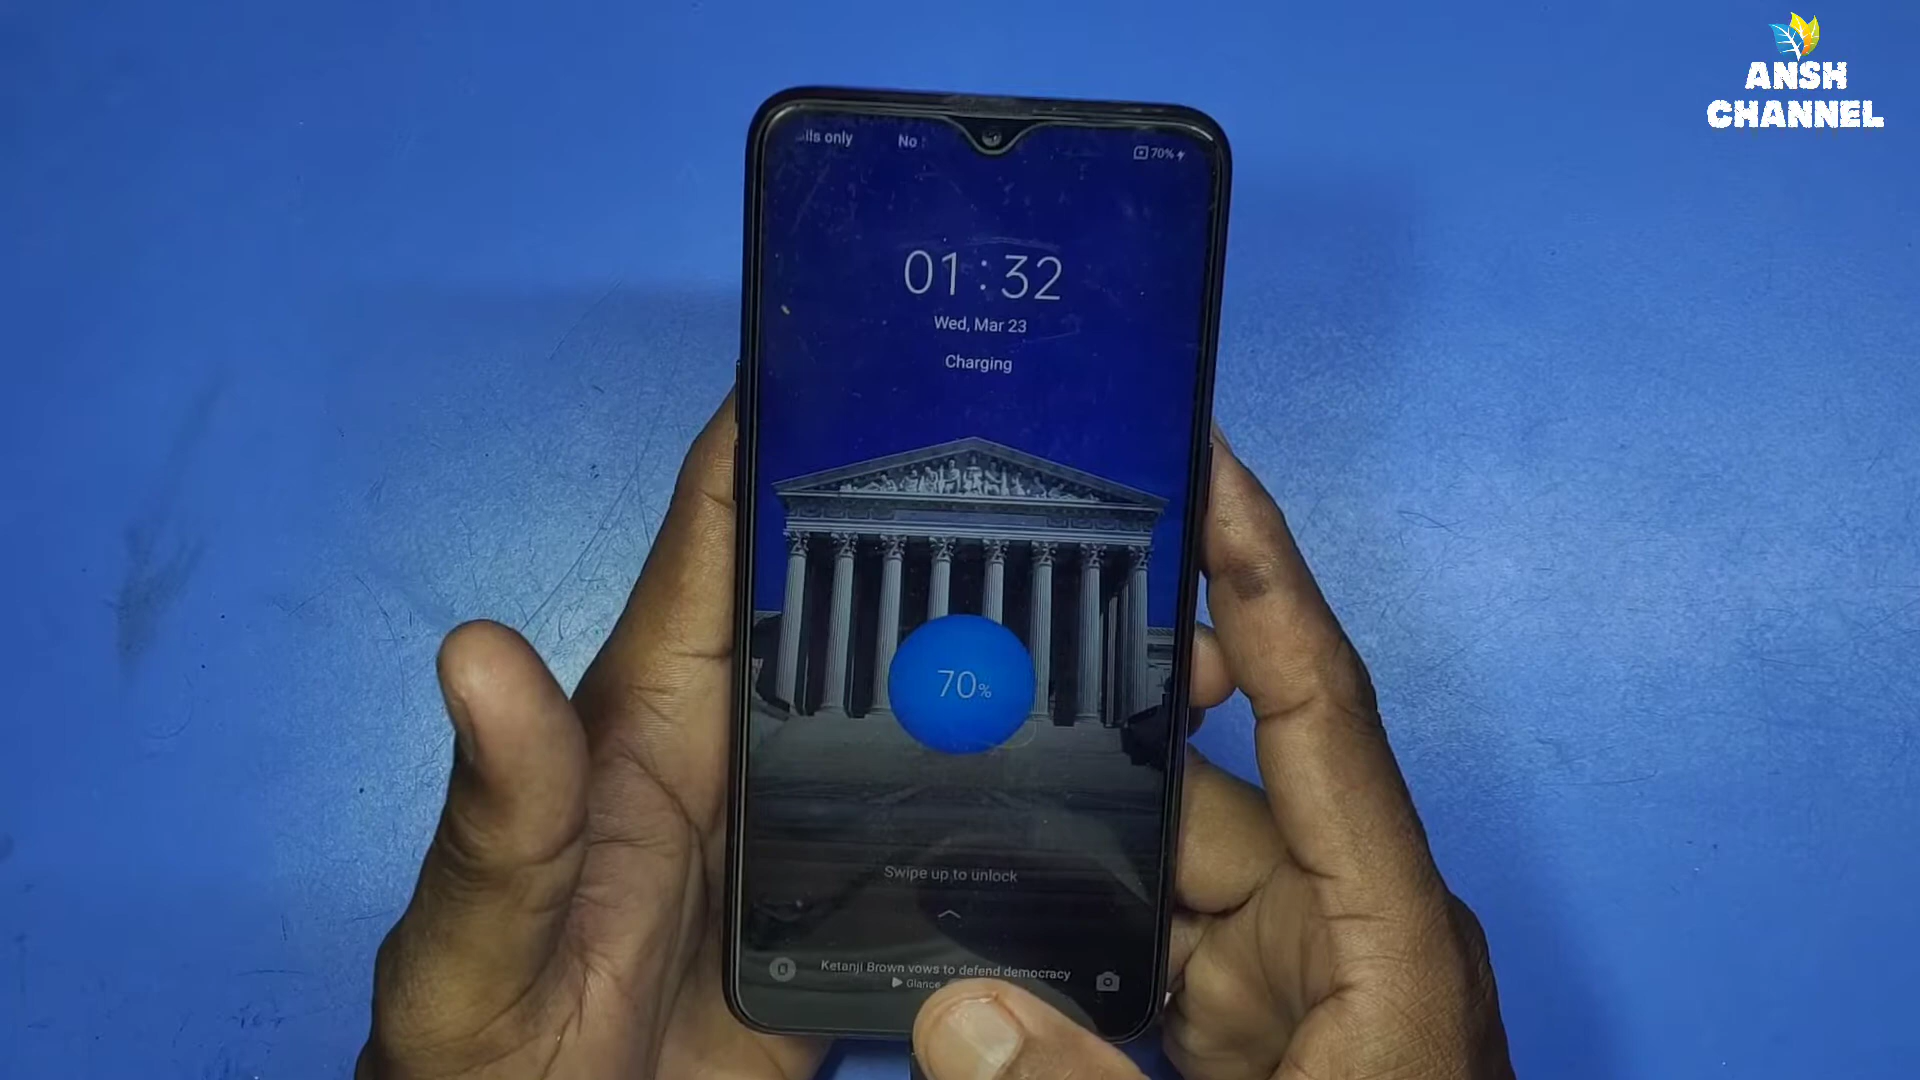 ANSH
CHANNEL
lls only
No
70%
01:32
Wed, Mar 23
Charging
70%
Swipe up to unlock
Ketanji Brown vows to defend democracy
Glance